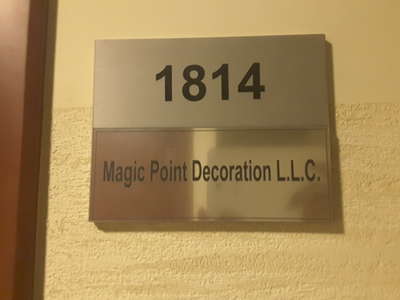 1814
Magic Point Decoration L.L.C.